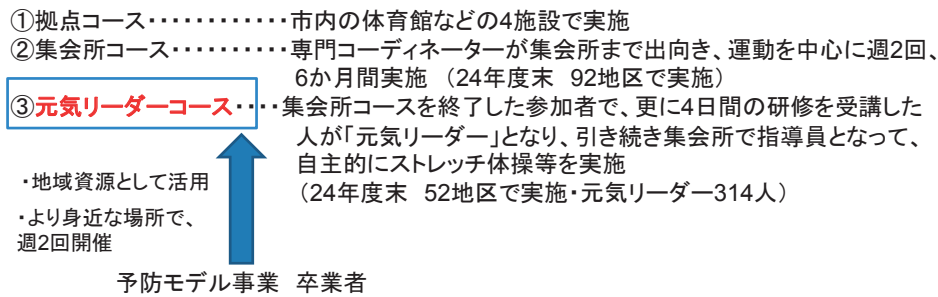 ①拠点コース・・・・・・・・・・・・市内の体育館などの4施設で実施
②集会所コース・・・・・・・・・・専門コーディネーターが集会所まで出向き、運動を中心に週2回、
6か月間実施 (24年度末 92地区で実施)
③元気リーダーコース・・・・集会所コースを終了した参加者で、更に4日間の研修を受講した
人が「元気リーダー」となり、引き続き集会所で指導員となって、
自主的にストレッチ体操等を実施
(24年度末 52地区で実施・元気リーダー314人)
・地域資源として活用
・より身近な場所で、
週2回開催
予防モデル事業 卒業者